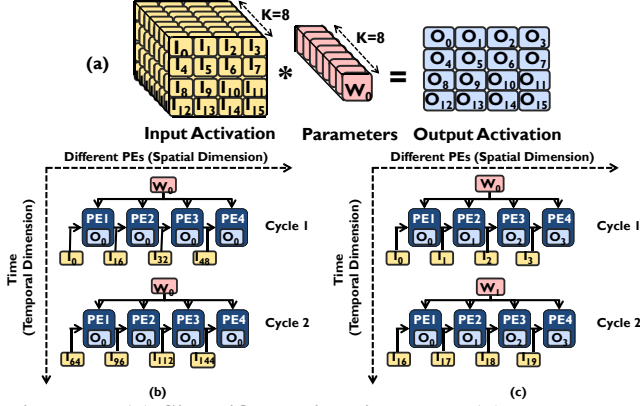 K=8
K=8
(a)
I0 I1 I2 I3
I4 I5 I6 I7
I8 I9 I10 I11
I12 I13 I14 I15
*
W0
=
O0 O1 O2 O3
O4 O5 O6 O7
O8 O9 O10 O11
O12 O13 O14 O15
Input Activation Parameters Output Activation
Different PEs (Spatial Dimension)
Time
(Temporal Dimension)
W0
PE1 PE2 PE3 PE4
O0 O0 O0 O0
Cycle 1
I0 I16 I32 I48
W0
PE1 PE2 PE3 PE4
O0 O0 O0 O0
Cycle 2
I64 I96 I112 I144
(b)
Different PEs (Spatial Dimension)
Time
(Temporal Dimension)
W0
PE1 PE2 PE3 PE4
O0 O1 O2 O3
Cycle 1
I0 I1 I2 I3
W1
PE1 PE2 PE3 PE4
O0 O1 O2 O3
Cycle 2
I16 I17 I18 I19
(c)